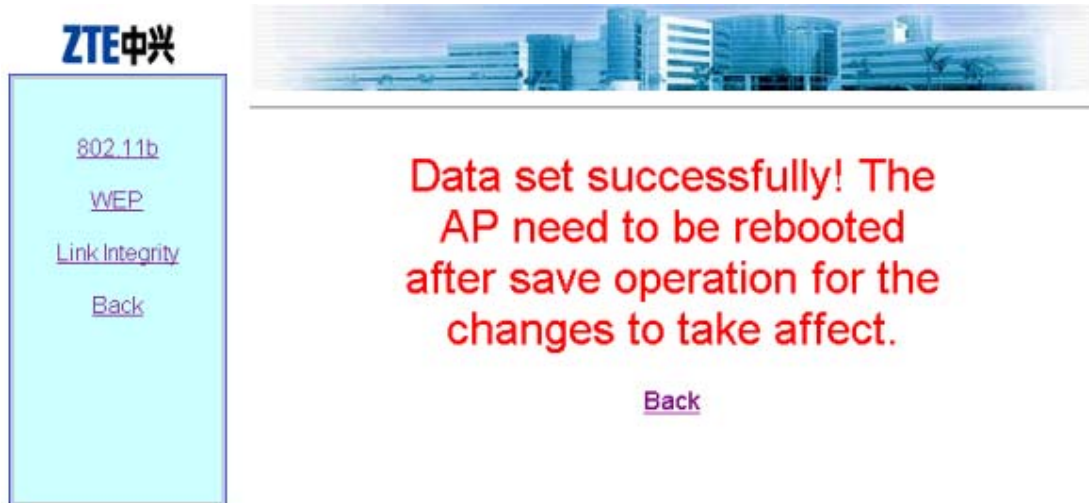 ZTE中兴
802.11b
WEP
Link Integrity
Back
Data set successfully! The
AP need to be rebooted
after save operation for the
changes to take affect.
Back